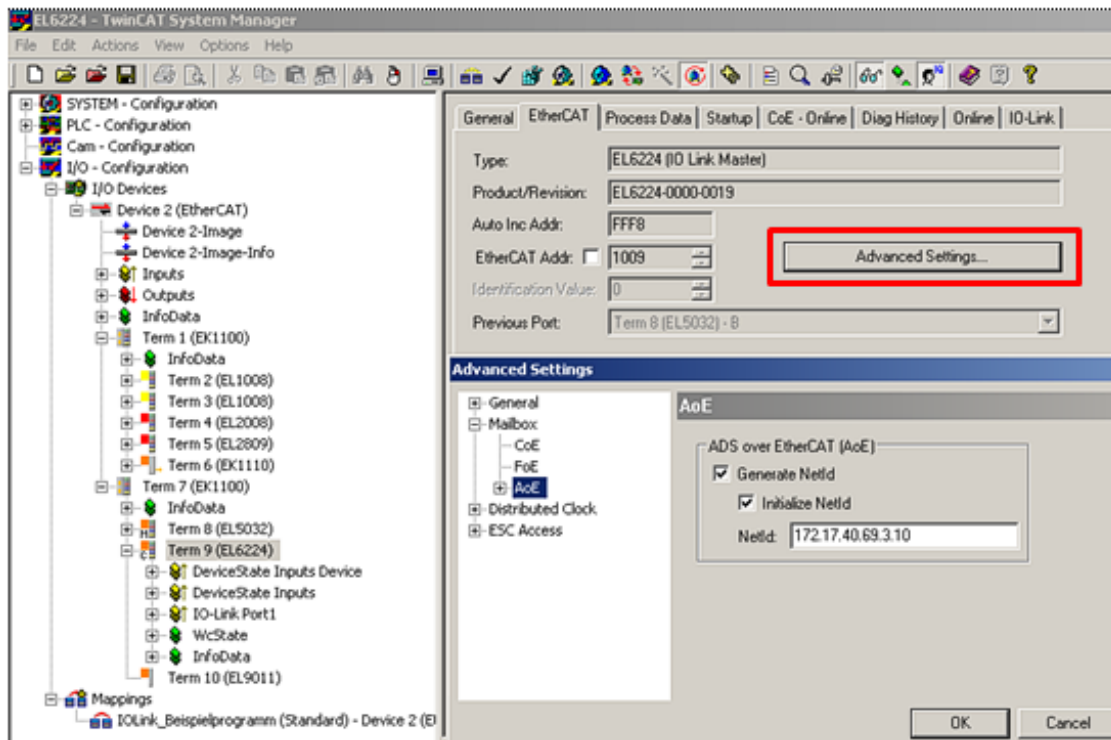 EL6224 - TwinCAT System Manager
File Edit Actions View Options Help
SYSTEM - Configuration
PLC - Configuration
Cam - Configuration
I/O - Configuration
I/O Devices
Device 2 (EtherCAT)
Device 2-Image
Device 2-Image-Info
Inputs
Outputs
InfoData
Term 1 (EK1100)
InfoData
Term 2 (EL1008)
Term 3 (EL1008)
Term 4 (EL2008)
Term 5 (EL2809)
Term 6 (EK1110)
Term 7 (EK1100)
InfoData
Term 8 (EL5032)
Term 9 (EL6224)
DeviceState Inputs Device
DeviceState Inputs
IO-Link Port1
WcState
InfoData
Term 10 (EL9011)
Mappings
IOLink_Beispielprogramm (Standard) - Device 2 (El
General EtherCAT Process Data Startup CoE - Online Diag History Online IO-Link
Type: EL6224 (IO Link Master)
Product/Revision: EL6224-0000-0019
Auto Inc Addr: FFF8
EtherCAT Addr: 1009
Advanced Settings...
Identification Value: 0
Previous Port: Term 8 (EL5032) - B
Advanced Settings
General
Mailbox
CoE
FoE
AoE
Distributed Clock
ESC Access
AoE
ADS over EtherCAT (AoE)
Generate NetId
Initialize NetId
NetId: 172.17.40.69.3.10
OK Cancel